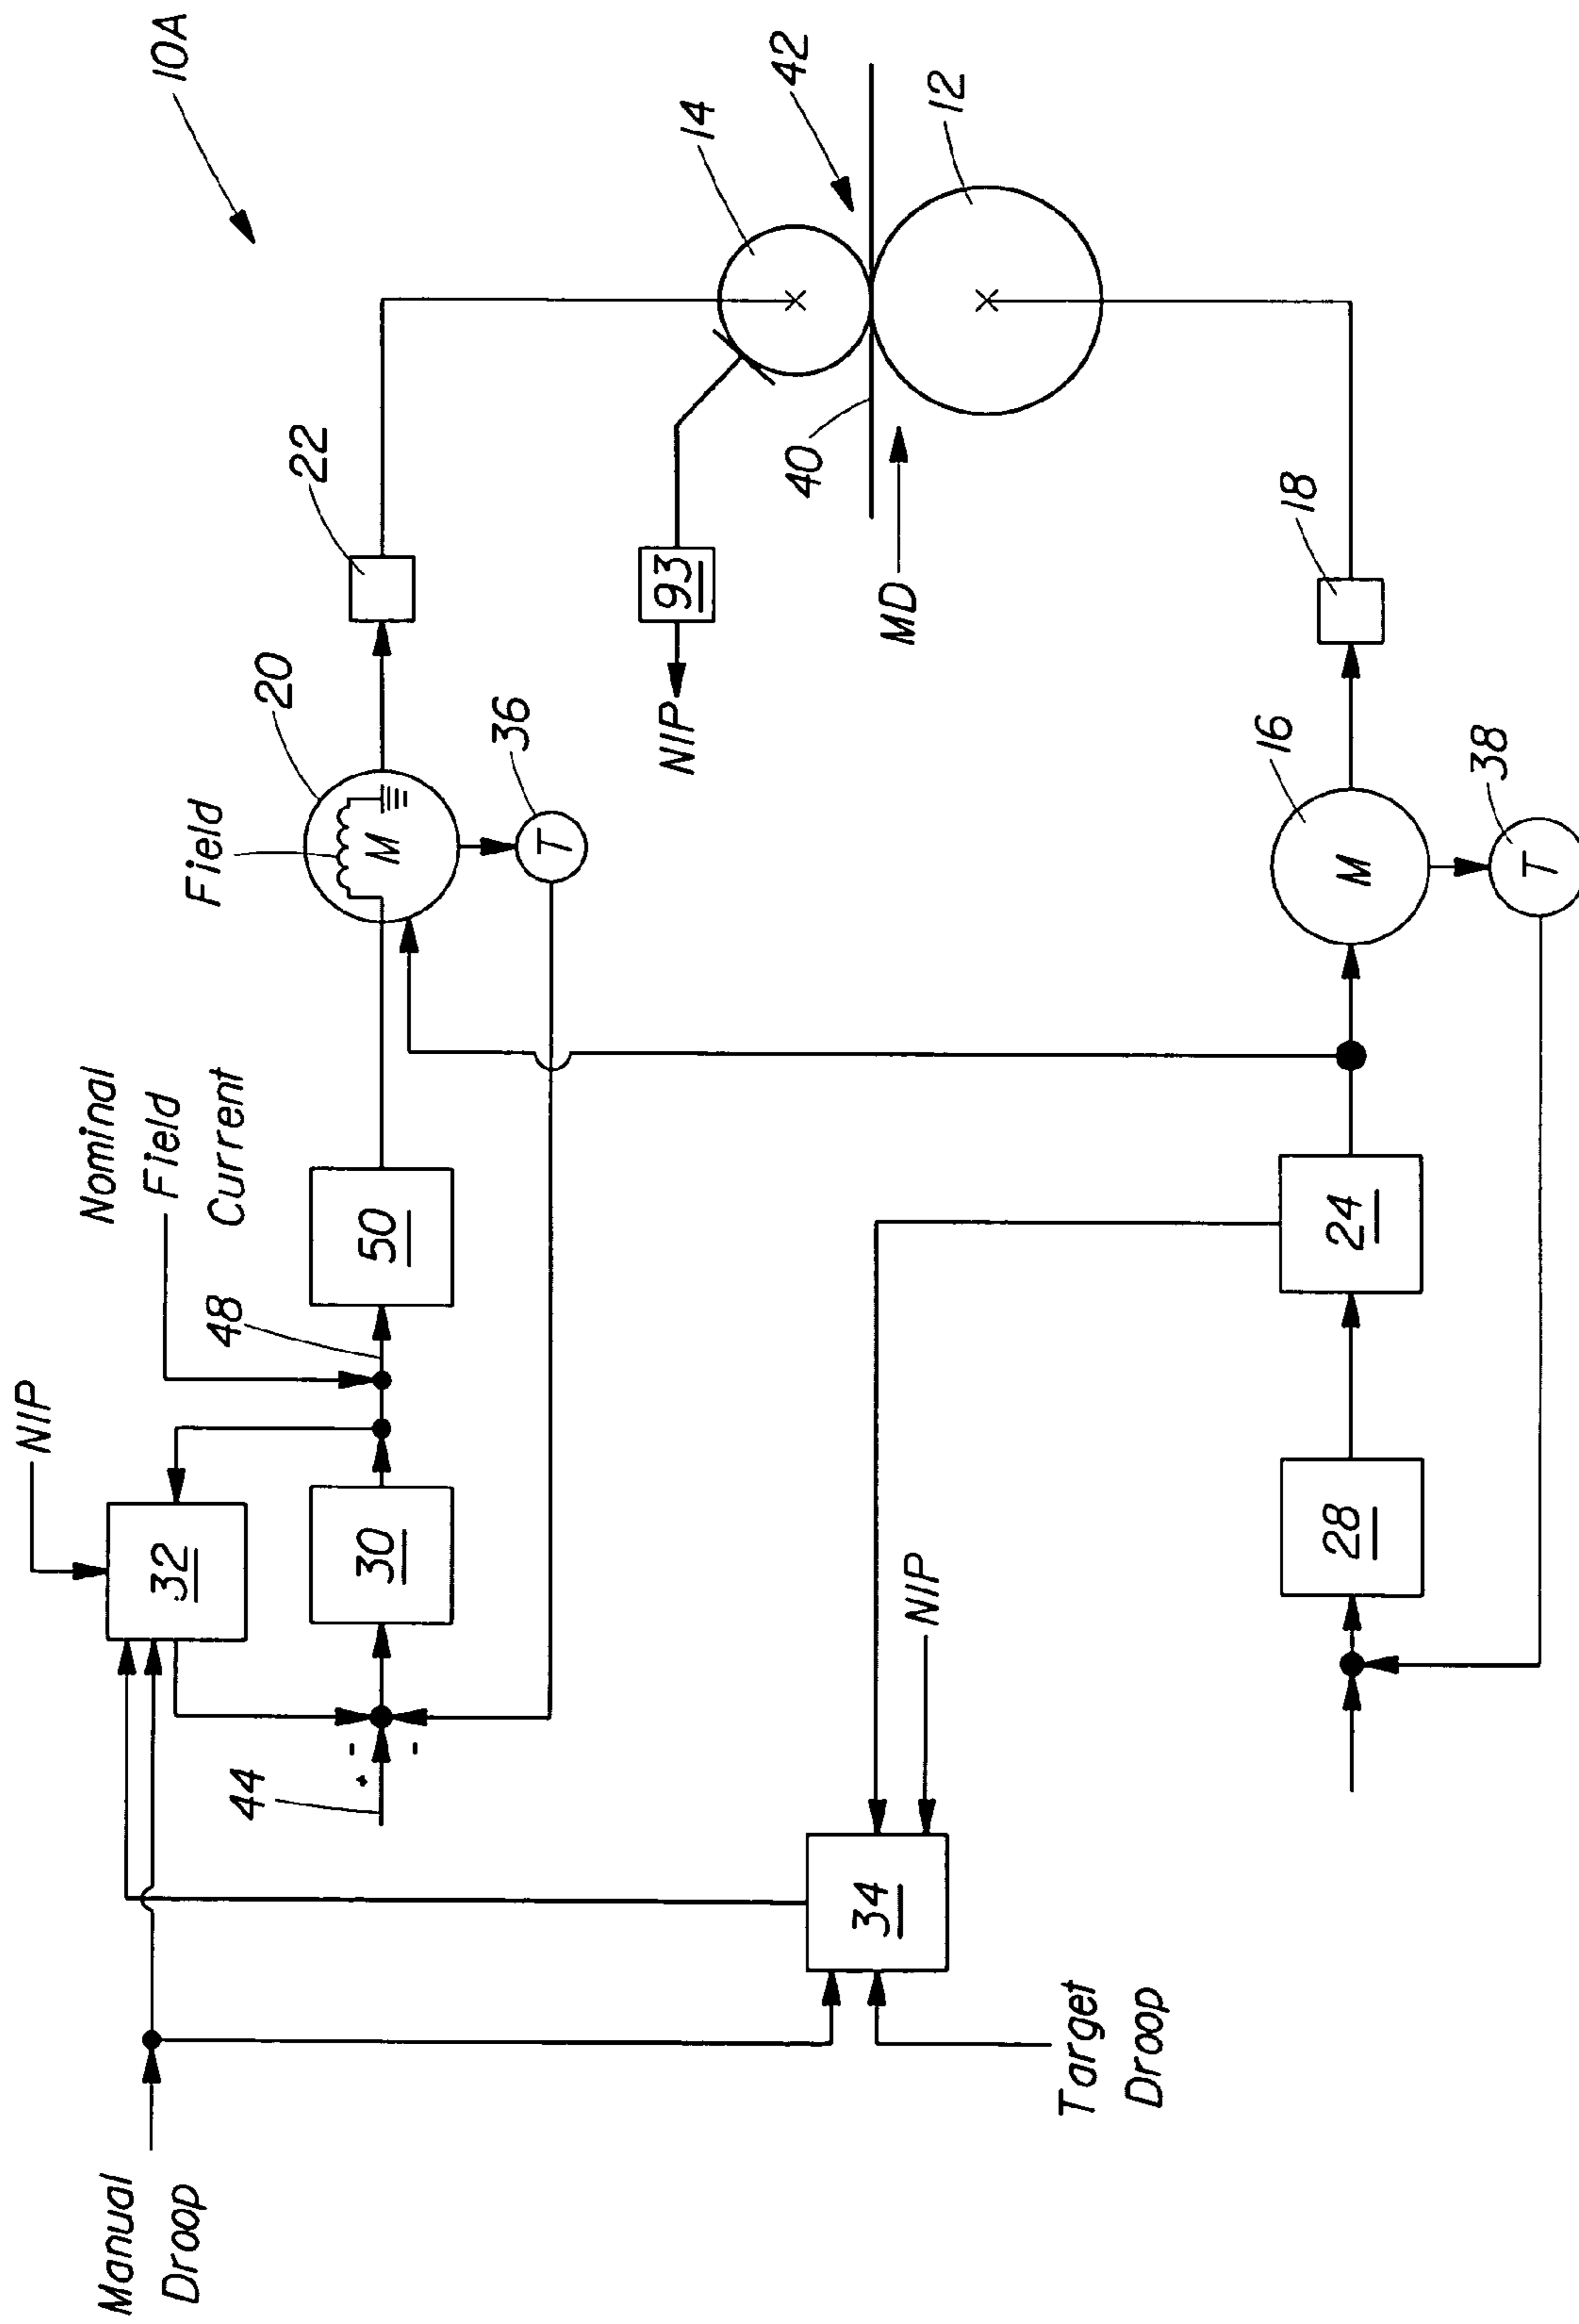 10A
Manual
Droop
NIP
Nominal
Field
Current
Field
32
30
44
48
50
20
22
36
T
M
14
42
12
93
NIP
40
MD
34
NIP
Target
Droop
28
24
16
M
18
38
T
+
-
-